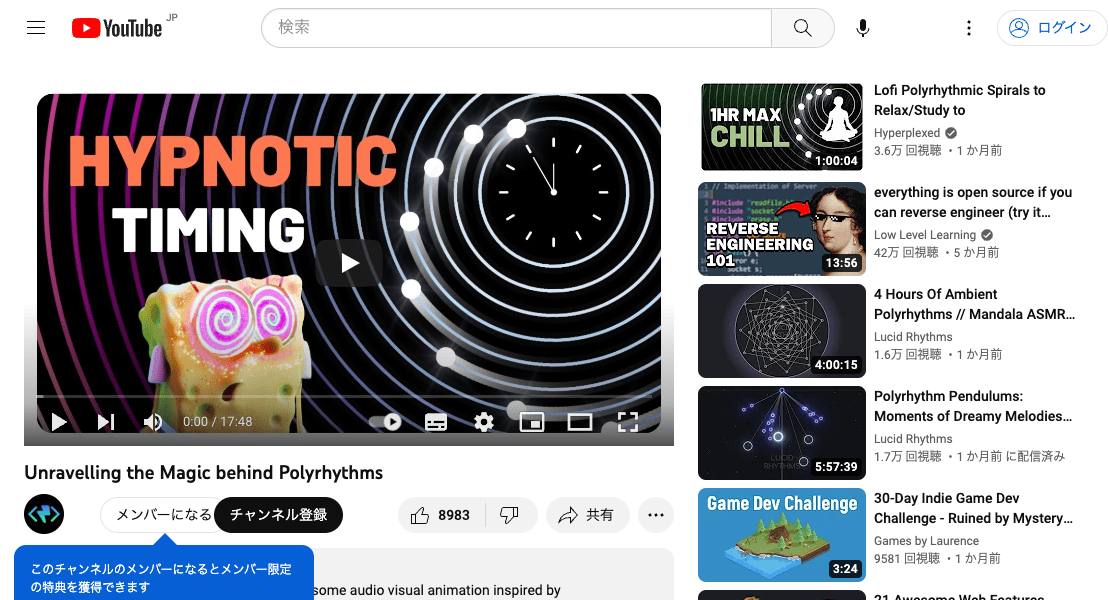 YouTube JP
検索
ログイン
HYPNOTIC
TIMING
0:00 / 17:48
Unravelling the Magic behind Polyrhythms
メンバーになる
チャンネル登録
8983
共有
このチャンネルのメンバーになるとメンバー限定
の特典を獲得できます
some audio visual animation inspired by
1HR MAX
CHILL
1:00:04
Lofi Polyrhythmic Spirals to
Relax/Study to
Hyperplexed
3.6万 回視聴 ・1 か月前
// Implementation of Server
REVERSE
ENGINEERING
101
13:56
everything is open source if you
can reverse engineer (try it…
Low Level Learning
42万 回視聴 ・5 か月前
4:00:15
4 Hours Of Ambient
Polyrhythms // Mandala ASMR…
Lucid Rhythms
1.6万 回視聴 ・1 か月前
LUCID
RHYTHMS
5:57:39
Polyrhythm Pendulums:
Moments of Dreamy Melodies…
Lucid Rhythms
1.7万 回視聴 ・1 か月前 に配信済み
Game Dev Challenge
3:24
30-Day Indie Game Dev
Challenge - Ruined by Mystery…
Games by Laurence
9581 回視聴 ・1 か月前
21 Awesome Web Features